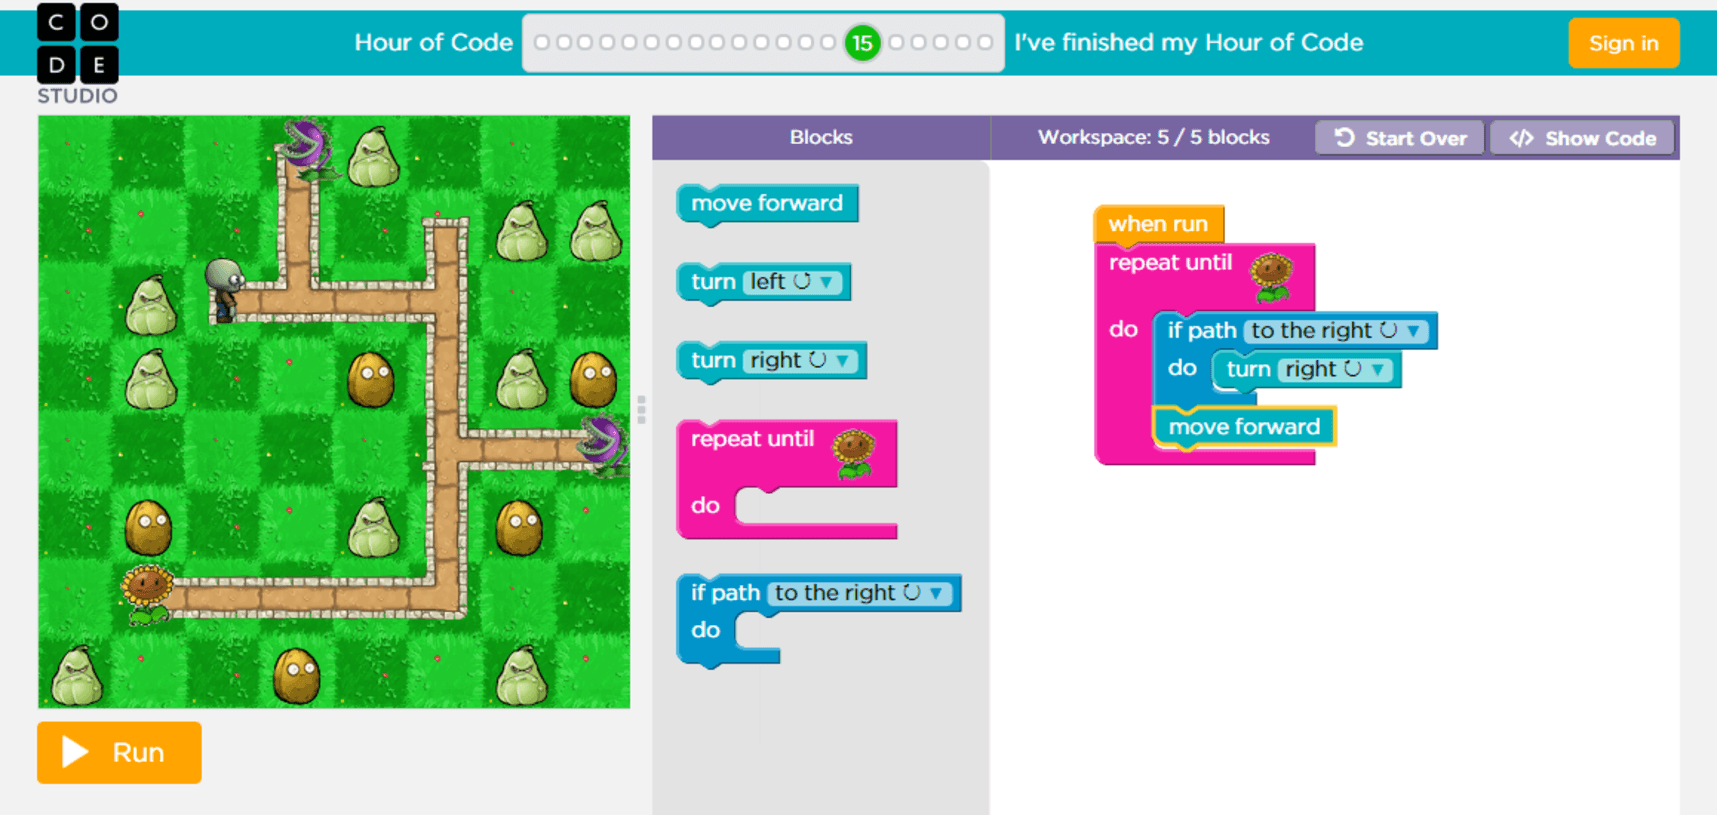 CODE
STUDIO
Hour of Code
15
I've finished my Hour of Code
Sign in
Blocks
Workspace: 5 / 5 blocks
Start Over
</> Show Code
move forward
turn left ↺ ▼
turn right ↻ ▼
repeat until
do
if path to the right ↻ ▼
do
when run
repeat until
do
if path to the right ↻ ▼
do turn right ↻ ▼
move forward
Run